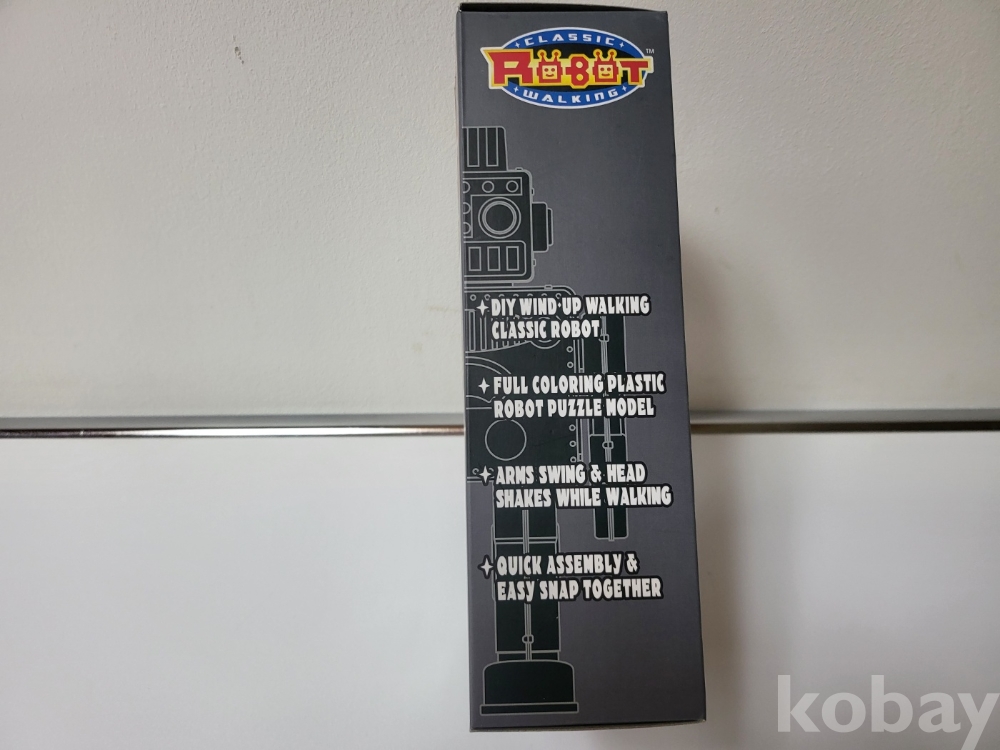 CLASSIC
ROBOT™
WALKING
DIY WIND-UP WALKING
CLASSIC ROBOT
FULL COLORING PLASTIC
ROBOT PUZZLE MODEL
ARMS SWING & HEAD
SHAKES WHILE WALKING
QUICK ASSEMBLY &
EASY SNAP TOGETHER
kobay